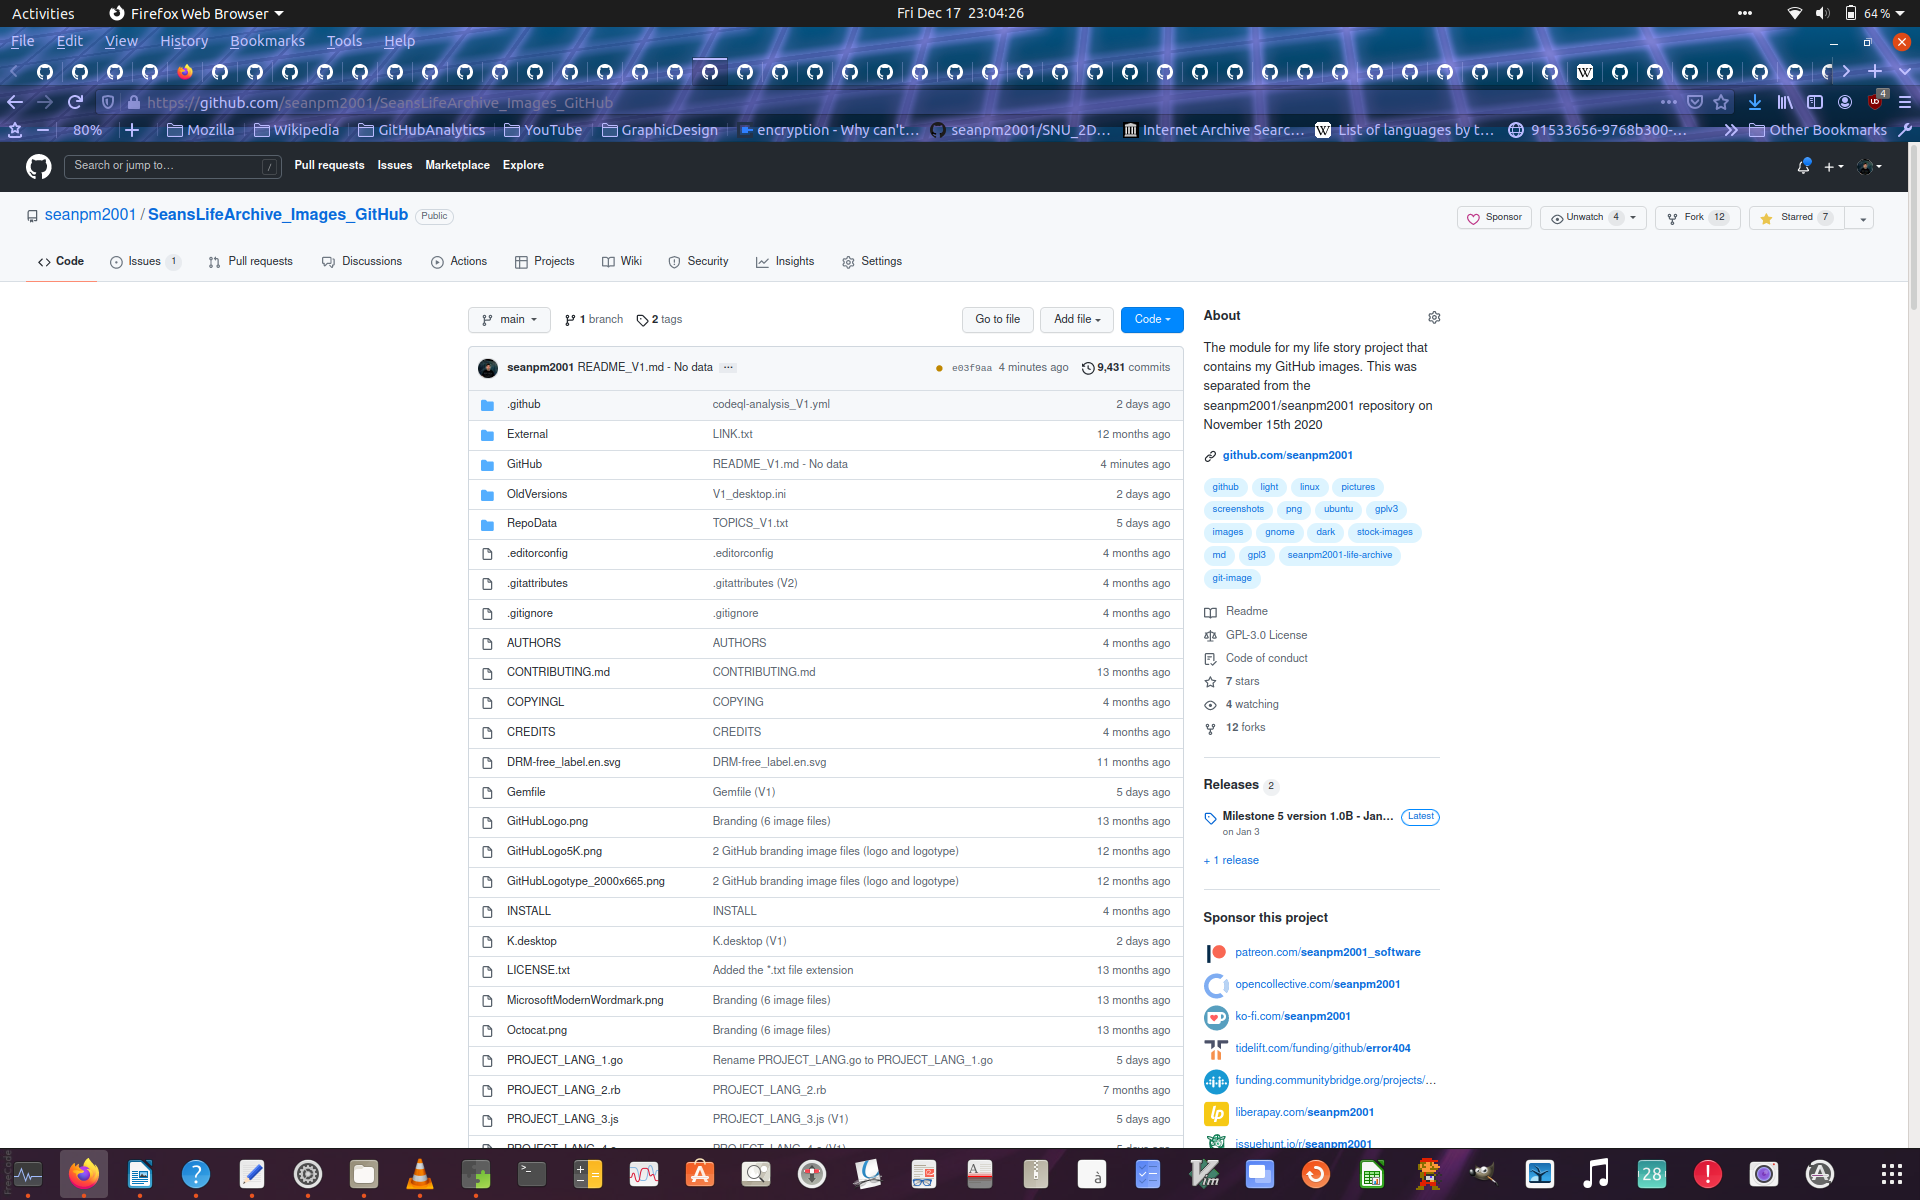 Activities
Firefox Web Browser
Fri Dec 17 23:04:26
64 %
File Edit View History Bookmarks Tools Help
https://github.com/seanpm2001/SeansLifeArchive_Images_GitHub
4
80%
Mozilla
Wikipedia
GitHubAnalytics
YouTube
GraphicDesign
encryption - Why can't…
seanpm2001/SNU_2D…
Internet Archive Searc…
List of languages by t…
91533656-9768b300-…
Other Bookmarks
Search or jump to…
/
Pull requests Issues Marketplace Explore
seanpm2001 / SeansLifeArchive_Images_GitHub Public
Sponsor
Unwatch 4
Fork 12
Starred 7
Code
Issues 1
Pull requests
Discussions
Actions
Projects
Wiki
Security
Insights
Settings
main
1 branch
2 tags
Go to file
Add file
Code
seanpm2001 README_V1.md - No data … e03f9aa 4 minutes ago 9,431 commits
.github codeql-analysis_V1.yml 2 days ago
External LINK.txt 12 months ago
GitHub README_V1.md - No data 4 minutes ago
OldVersions V1_desktop.ini 2 days ago
RepoData TOPICS_V1.txt 5 days ago
.editorconfig .editorconfig 4 months ago
.gitattributes .gitattributes (V2) 4 months ago
.gitignore .gitignore 4 months ago
AUTHORS AUTHORS 4 months ago
CONTRIBUTING.md CONTRIBUTING.md 13 months ago
COPYINGL COPYING 4 months ago
CREDITS CREDITS 4 months ago
DRM-free_label.en.svg DRM-free_label.en.svg 11 months ago
Gemfile Gemfile (V1) 5 days ago
GitHubLogo.png Branding (6 image files) 13 months ago
GitHubLogo5K.png 2 GitHub branding image files (logo and logotype) 12 months ago
GitHubLogotype_2000x665.png 2 GitHub branding image files (logo and logotype) 12 months ago
INSTALL INSTALL 4 months ago
K.desktop K.desktop (V1) 2 days ago
LICENSE.txt Added the *.txt file extension 13 months ago
MicrosoftModernWordmark.png Branding (6 image files) 13 months ago
Octocat.png Branding (6 image files) 13 months ago
PROJECT_LANG_1.go Rename PROJECT_LANG.go to PROJECT_LANG_1.go 5 days ago
PROJECT_LANG_2.rb PROJECT_LANG_2.rb 7 months ago
PROJECT_LANG_3.js PROJECT_LANG_3.js (V1) 5 days ago
About
The module for my life story project that
contains my GitHub images. This was
separated from the
seanpm2001/seanpm2001 repository on
November 15th 2020
github.com/seanpm2001
github light linux pictures
screenshots png ubuntu gplv3
images gnome dark stock-images
md gpl3 seanpm2001-life-archive
git-image
Readme
GPL-3.0 License
Code of conduct
7 stars
4 watching
12 forks
Releases 2
Milestone 5 version 1.0B - Jan… Latest
on Jan 3
+ 1 release
Sponsor this project
patreon.com/seanpm2001_software
opencollective.com/seanpm2001
ko-fi.com/seanpm2001
tidelift.com/funding/github/error404
funding.communitybridge.org/projects/…
liberapay.com/seanpm2001
issuehunt.io/r/seanpm2001
28